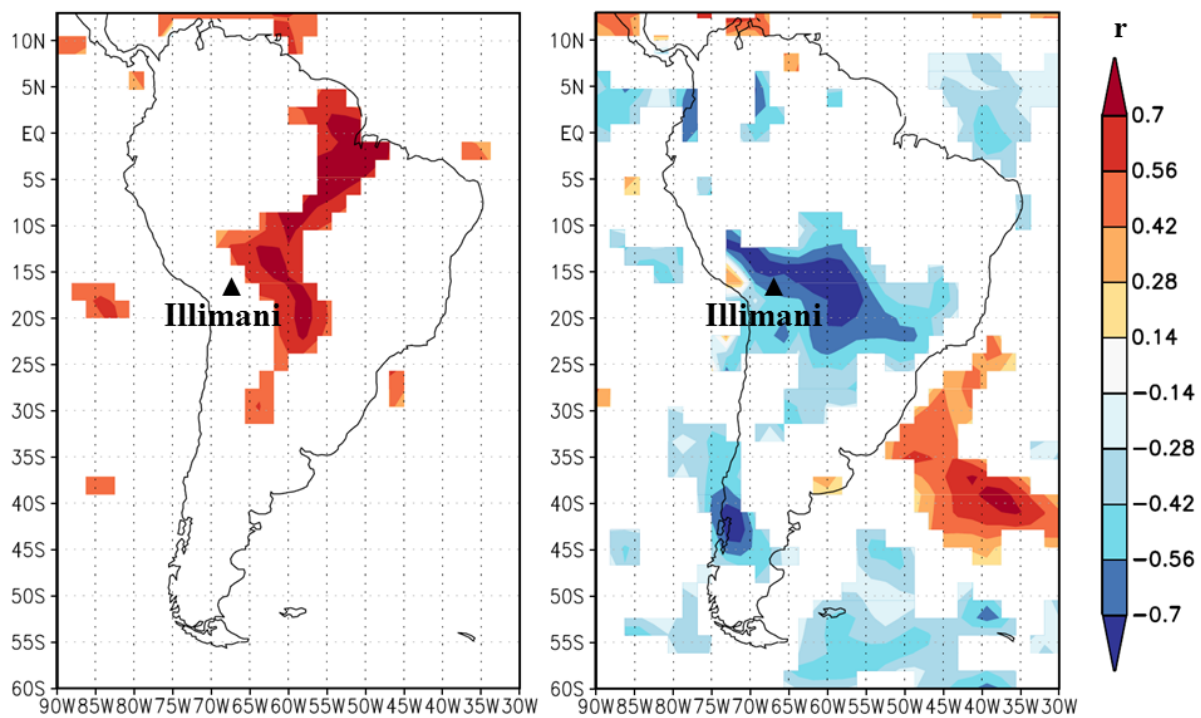 r
10N
5N
EQ
5S
10S
15S
20S
25S
30S
35S
40S
45S
50S
55S
60S
Illimani
90W 85W 80W 75W 70W 65W 60W 55W 50W 45W 40W 35W 30W
10N
5N
EQ
5S
10S
15S
20S
25S
30S
35S
40S
45S
50S
55S
60S
Illimani
90W 85W 80W 75W 70W 65W 60W 55W 50W 45W 40W 35W 30W
0.7
0.56
0.42
0.28
0.14
−0.14
−0.28
−0.42
−0.56
−0.7